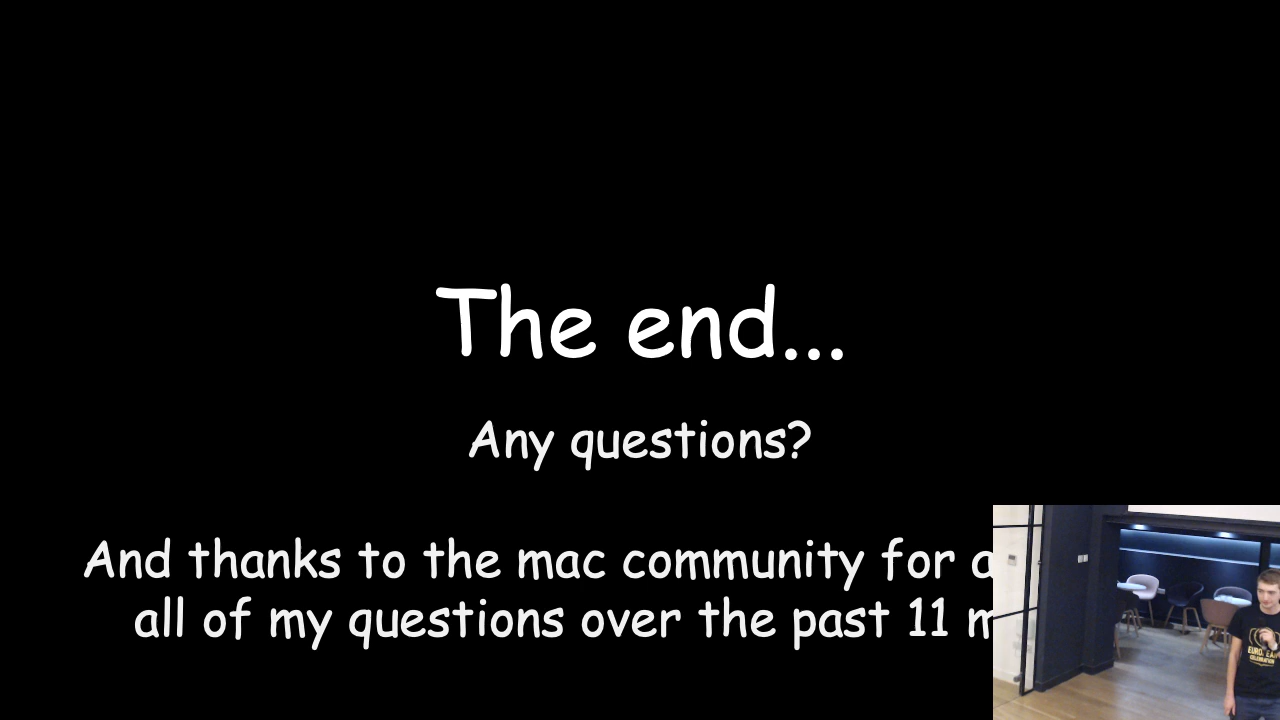 The end...
Any questions?
And thanks to the mac community for
all of my questions over the past 11
CELEBRATION